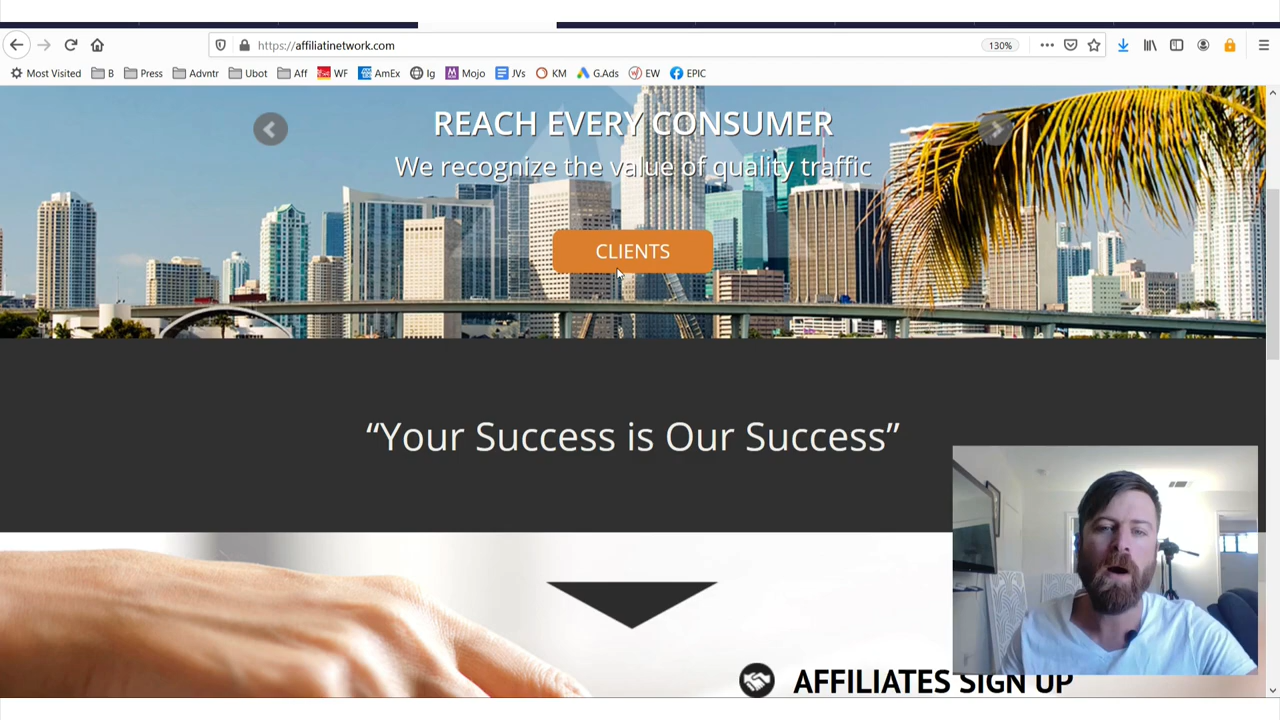 https://affiliatinetwork.com
130%
Most Visited B Press Advntr Ubot Aff WF AmEx Ig Mojo JVs KM G.Ads EW EPIC
REACH EVERY CONSUMER
We recognize the value of quality traffic
CLIENTS
“Your Success is Our Success”
AFFILIATES SIGN UP